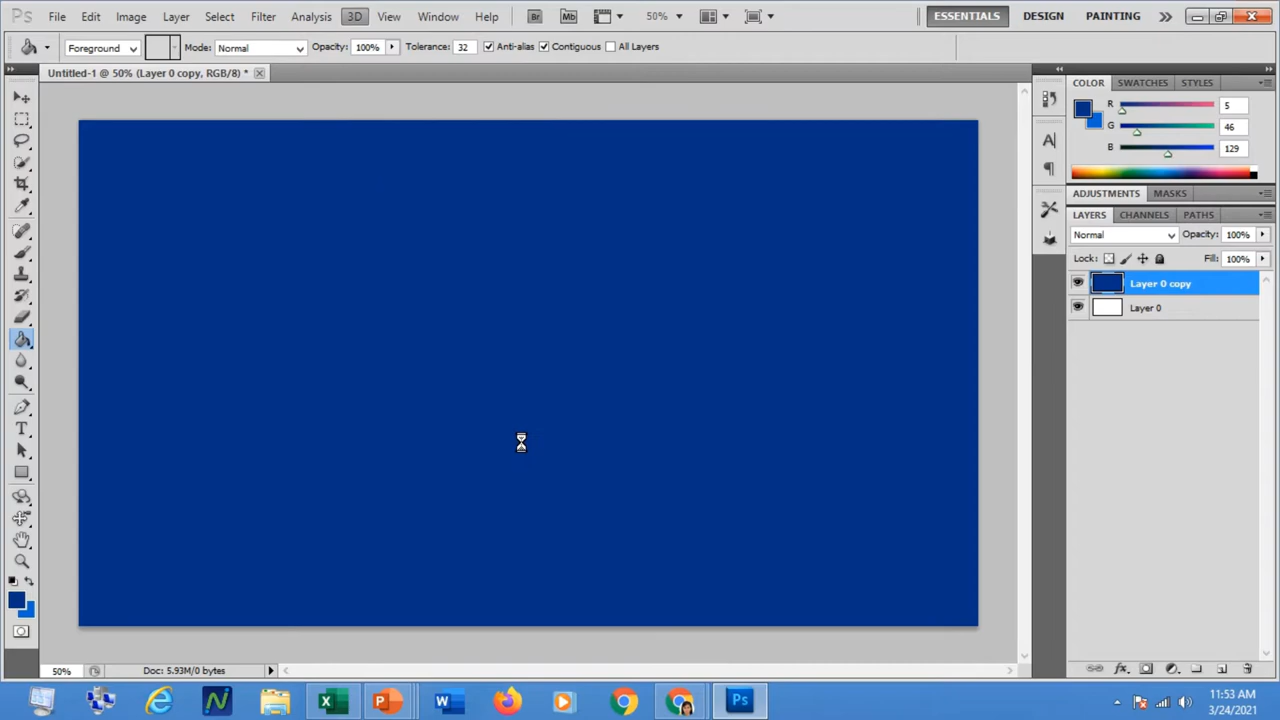 Ps File Edit Image Layer Select Filter Analysis 3D View Window Help Br Mb 50% ESSENTIALS DESIGN PAINTING
Foreground Mode: Normal Opacity: 100% Tolerance: 32 Anti-alias Contiguous All Layers
Untitled-1 @ 50% (Layer 0 copy, RGB/8) *
COLOR SWATCHES STYLES
R 5
G 46
B 129
ADJUSTMENTS MASKS
LAYERS CHANNELS PATHS
Normal Opacity: 100%
Lock: Fill: 100%
Layer 0 copy
Layer 0
50% Doc: 5.93M/0 bytes
11:53 AM
3/24/2021